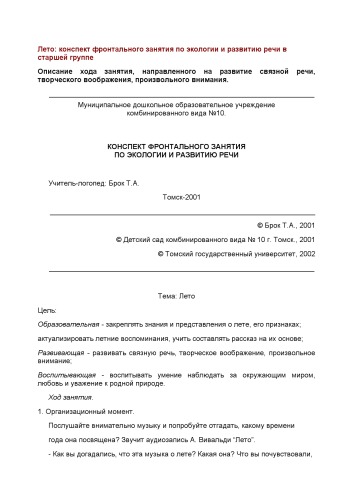 Лето: конспект фронтального занятия по экологии и развитию речи в
старшей группе
Описание хода занятия, направленного на развитие связной речи,
творческого воображения, произвольного внимания.
Муниципальное дошкольное образовательное учреждение
комбинированного вида №10.
КОНСПЕКТ ФРОНТАЛЬНОГО ЗАНЯТИЯ
ПО ЭКОЛОГИИ И РАЗВИТИЮ РЕЧИ
Учитель-логопед: Брок Т.А.
Томск-2001
© Брок Т.А., 2001
© Детский сад комбинированного вида № 10 г. Томск., 2001
© Томский государственный университет, 2002
Тема: Лето
Цель:
Образовательная - закреплять знания и представления о лете, его признаках;
актуализировать летние воспоминания, учить составлять рассказ на их основе;
Развивающая - развивать связную речь, творческое воображение, произвольное
внимание;
Воспитывающая - воспитывать умение наблюдать за окружающим миром,
любовь и уважение к родной природе.
Ход занятия.
1. Организационный момент.
Послушайте внимательно музыку и попробуйте отгадать, какому времени
года она посвящена? Звучит аудиозапись А. Вивальди “Лето”.
- Как вы догадались, что эта музыка о лете? Какая она? Что вы почувствовали,